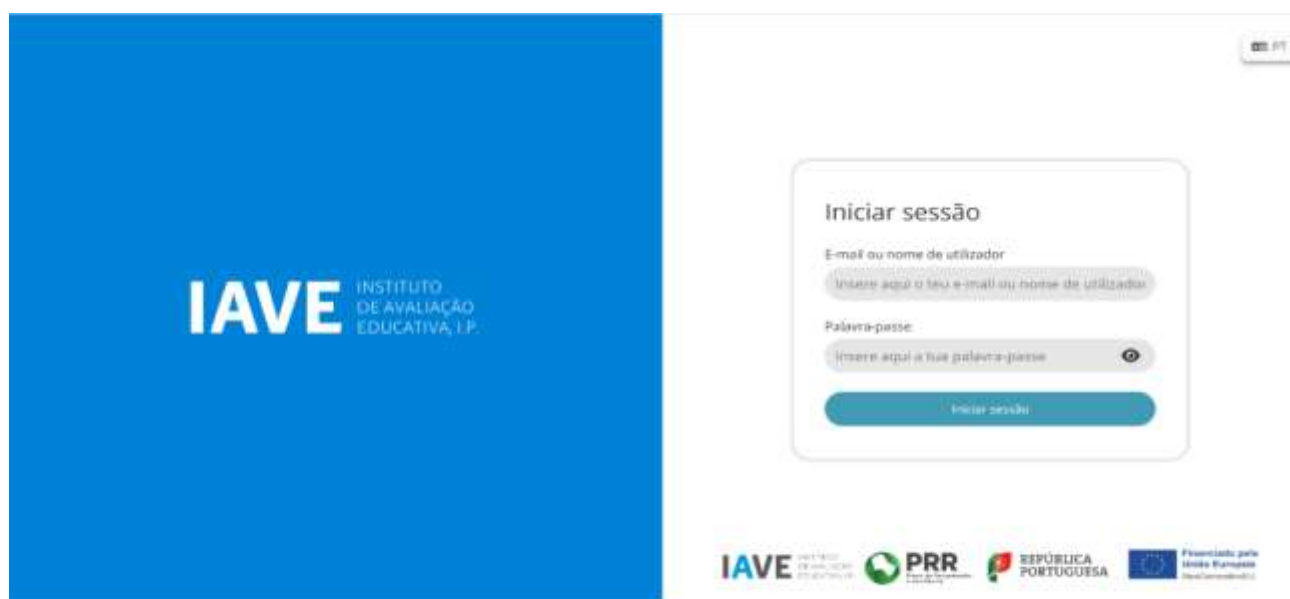 PT
IAVE
INSTITUTO
DE AVALIAÇÃO
EDUCATIVA, I.P.
Iniciar sessão
E-mail ou nome de utilizador
Insere aqui o teu e-mail ou nome de utilizador
Palavra-passe
Insere aqui a tua palavra-passe
Iniciar sessão
IAVE
PRR
REPÚBLICA
PORTUGUESA
Financiado pela
União Europeia